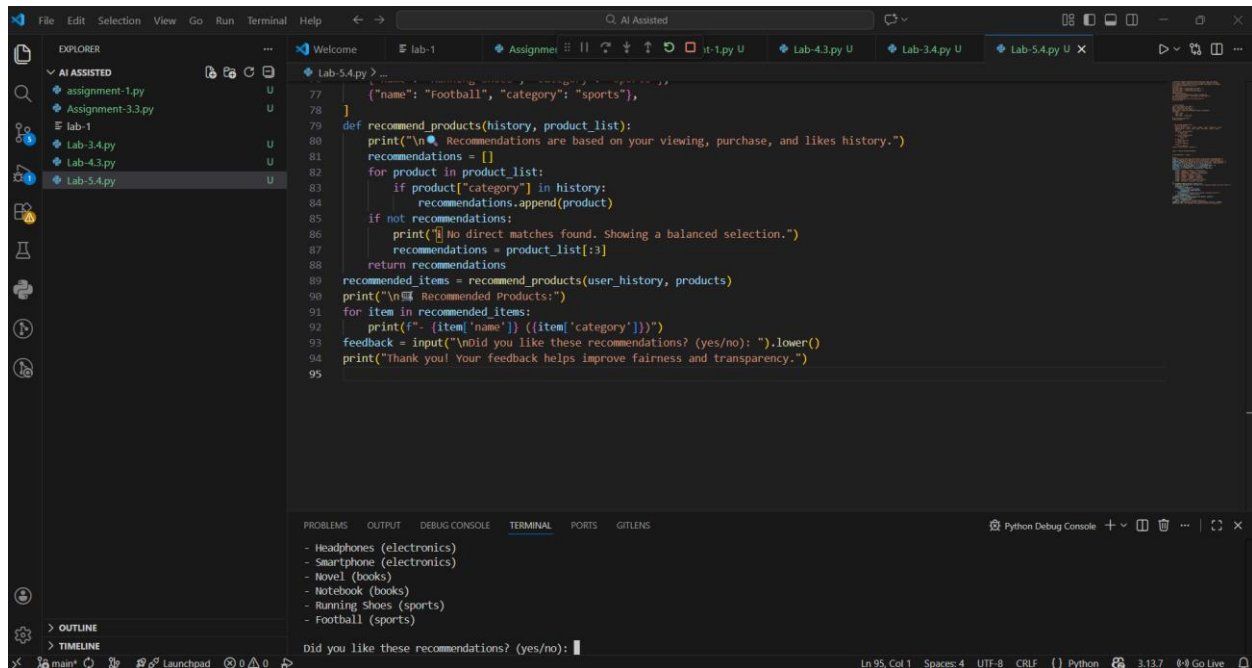 File Edit Selection View Go Run Terminal Help
AI Assisted
EXPLORER
AI ASSISTED
assignment-1.py U
Assignment-3.3.py U
lab-1
Lab-3.4.py U
Lab-4.3.py U
Lab-5.4.py U
OUTLINE
TIMELINE
Welcome lab-1 Assignmen t-1.py U Lab-4.3.py U Lab-3.4.py U Lab-5.4.py U
Lab-5.4.py > ...
77 {"name": "Football", "category": "sports"},
78 ]
79 def recommend_products(history, product_list):
80 print("\n🔍 Recommendations are based on your viewing, purchase, and likes history.")
81 recommendations = []
82 for product in product_list:
83 if product["category"] in history:
84 recommendations.append(product)
85 if not recommendations:
86 print("ℹ No direct matches found. Showing a balanced selection.")
87 recommendations = product_list[:3]
88 return recommendations
89 recommended_items = recommend_products(user_history, products)
90 print("\n🛒 Recommended Products:")
91 for item in recommended_items:
92 print(f"- {item['name']} ({item['category']})")
93 feedback = input("\nDid you like these recommendations? (yes/no): ").lower()
94 print("Thank you! Your feedback helps improve fairness and transparency.")
95
PROBLEMS OUTPUT DEBUG CONSOLE TERMINAL PORTS GITLENS
Python Debug Console
- Headphones (electronics)
- Smartphone (electronics)
- Novel (books)
- Notebook (books)
- Running Shoes (sports)
- Football (sports)
Did you like these recommendations? (yes/no):
main* Launchpad 0 0 Ln 95, Col 1 Spaces: 4 UTF-8 CRLF {} Python 3.13.7 Go Live